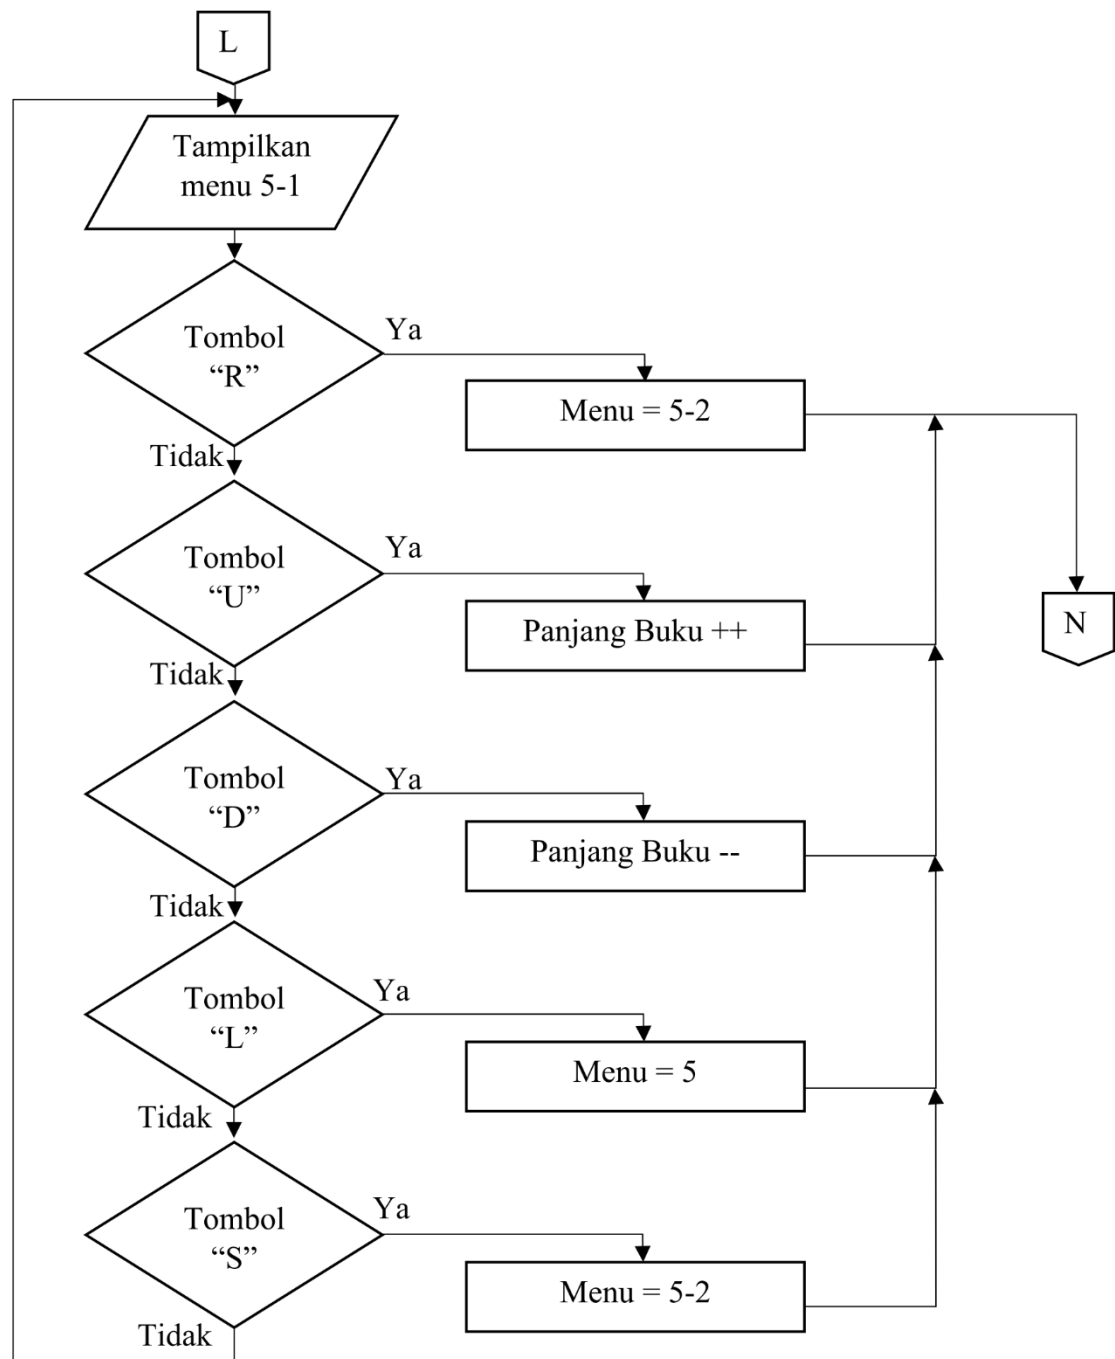 L
Tampilkan
menu 5-1
Tombol
“R”
Ya
Menu = 5-2
Tidak
Tombol
“U”
Ya
Panjang Buku ++
N
Tidak
Tombol
“D”
Ya
Panjang Buku --
Tidak
Tombol
“L”
Ya
Menu = 5
Tidak
Tombol
“S”
Ya
Menu = 5-2
Tidak